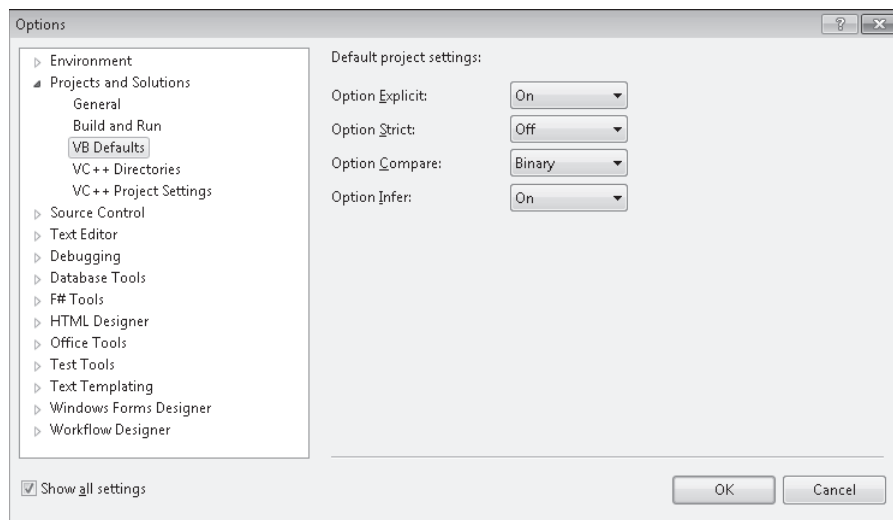 Options
Environment
Projects and Solutions
General
Build and Run
VB Defaults
VC++ Directories
VC++ Project Settings
Source Control
Text Editor
Debugging
Database Tools
F# Tools
HTML Designer
Office Tools
Test Tools
Text Templating
Windows Forms Designer
Workflow Designer
Show all settings
Default project settings:
Option Explicit: On
Option Strict: Off
Option Compare: Binary
Option Infer: On
OK Cancel